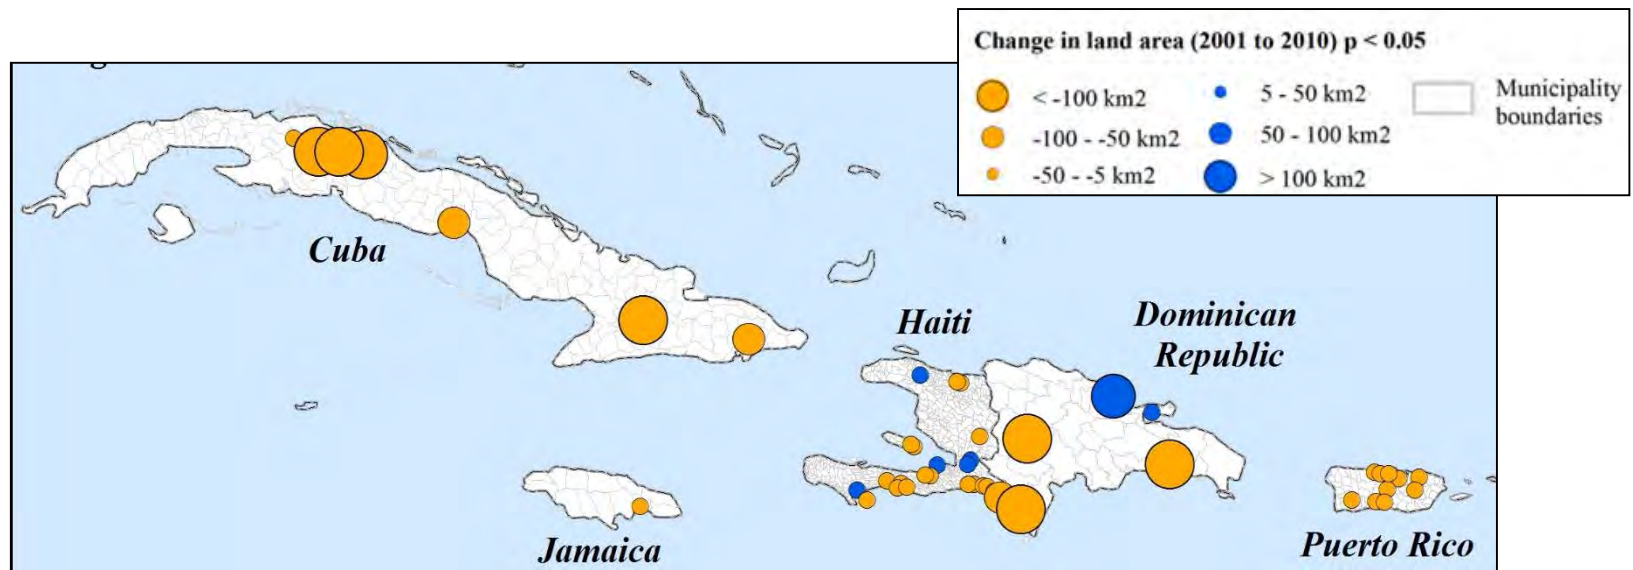 Change in land area (2001 to 2010) p < 0.05
< -100 km2
-100 - -50 km2
-50 - -5 km2
5 - 50 km2
50 - 100 km2
> 100 km2
Municipality
boundaries
Cuba
Haiti
Dominican
Republic
Jamaica
Puerto Rico